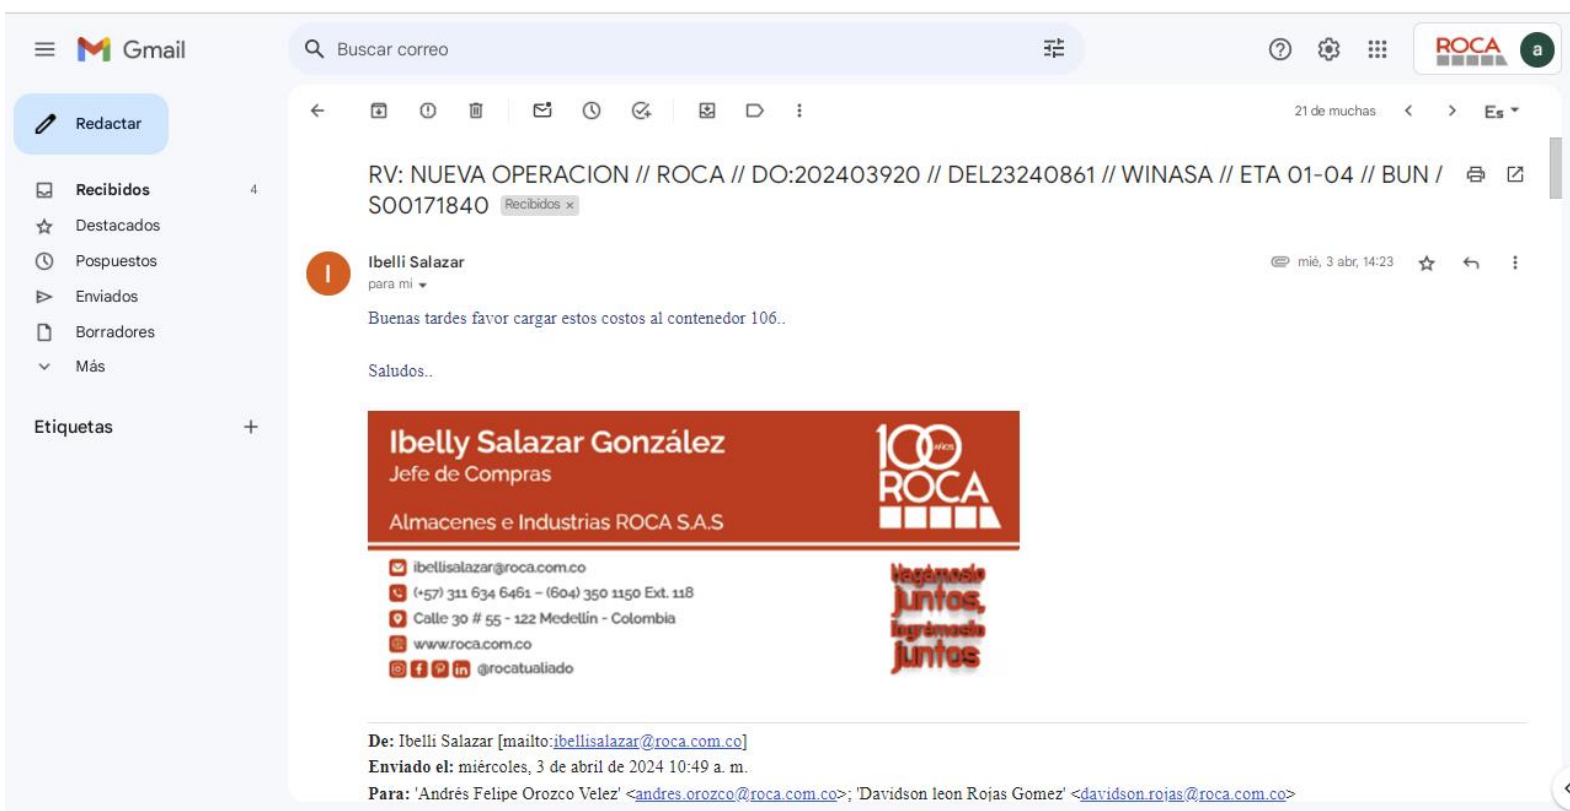 Gmail
Buscar correo
ROCA
a
Redactar
21 de muchas
Es
RV: NUEVA OPERACION // ROCA // DO:202403920 // DEL23240861 // WINASA // ETA 01-04 // BUN /
S00171840 Recibidos ×
Recibidos 4
Destacados
Pospuestos
Enviados
Borradores
Más
Etiquetas +
I
Ibelli Salazar
mié, 3 abr, 14:23
para mi
Buenas tardes favor cargar estos costos al contenedor 106..
Saludos..
Ibelly Salazar González
Jefe de Compras
Almacenes e Industrias ROCA S.A.S
100 años
ROCA
ibellisalazar@roca.com.co
(+57) 311 634 6461 – (604) 350 1150 Ext. 118
Calle 30 # 55 - 122 Medellín - Colombia
www.roca.com.co
@rocatualiado
Hagámoslo
juntos,
logrémoslo
juntos
De: Ibelli Salazar [mailto:ibellisalazar@roca.com.co]
Enviado el: miércoles, 3 de abril de 2024 10:49 a. m.
Para: 'Andrés Felipe Orozco Velez' <andres.orozco@roca.com.co>; 'Davidson leon Rojas Gomez' <davidson.rojas@roca.com.co>